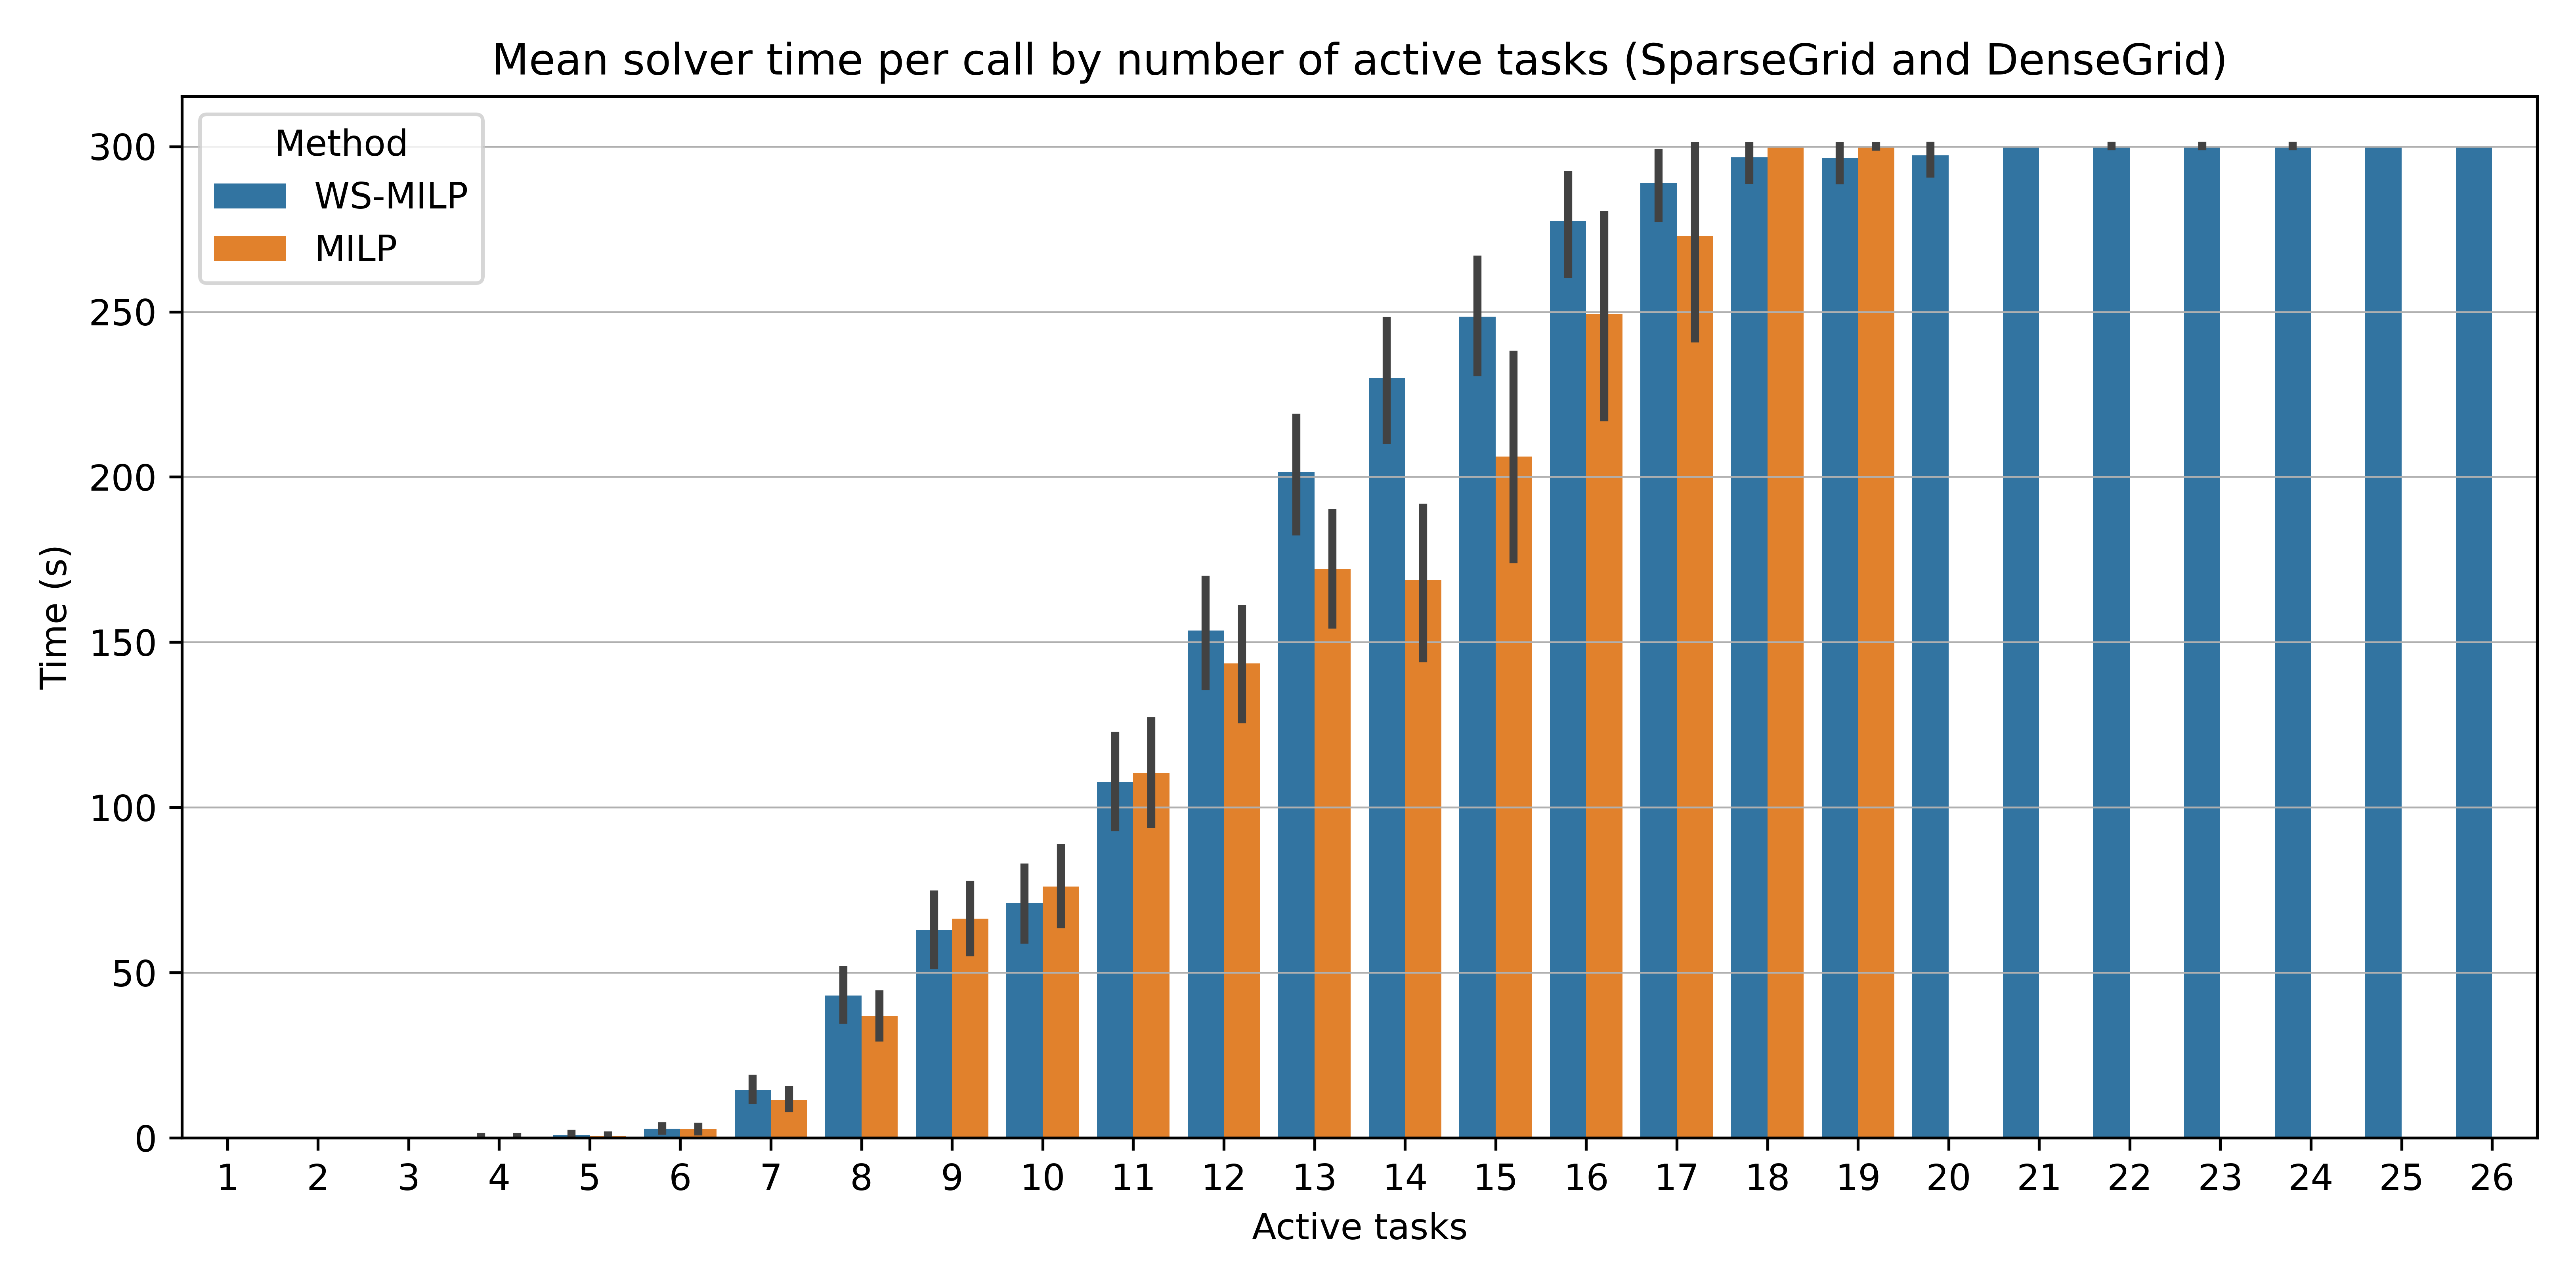 Mean solver time per call by number of active tasks (SparseGrid and DenseGrid)
Method
WS-MILP
MILP
300
250
200
150
100
50
0
Time (s)
1 2 3 4 5 6 7 8 9 10 11 12 13 14 15 16 17 18 19 20 21 22 23 24 25 26
Active tasks